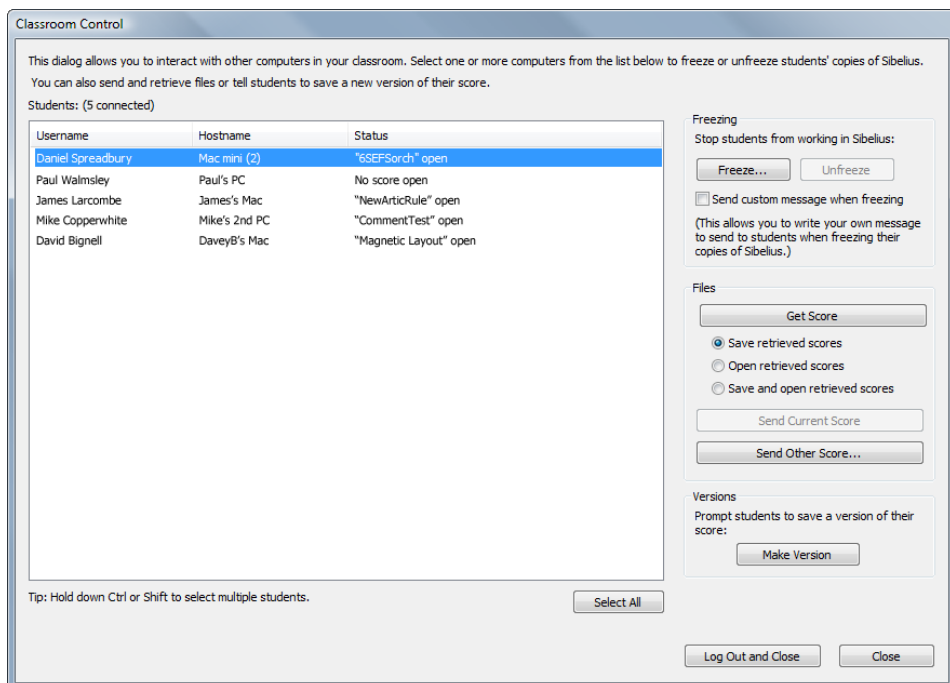 Classroom Control
This dialog allows you to interact with other computers in your classroom. Select one or more computers from the list below to freeze or unfreeze students' copies of Sibelius.
You can also send and retrieve files or tell students to save a new version of their score.
Students: (5 connected)
Username Hostname Status
Daniel Spreadbury Mac mini (2) "6SEFSorch" open
Paul Walmsley Paul's PC No score open
James Larcombe James's Mac "NewArticRule" open
Mike Copperwhite Mike's 2nd PC "CommentTest" open
David Bignell DaveyB's Mac "Magnetic Layout" open
Tip: Hold down Ctrl or Shift to select multiple students.
Select All
Freezing
Stop students from working in Sibelius:
Freeze... Unfreeze
Send custom message when freezing
(This allows you to write your own message
to send to students when freezing their
copies of Sibelius.)
Files
Get Score
Save retrieved scores
Open retrieved scores
Save and open retrieved scores
Send Current Score
Send Other Score...
Versions
Prompt students to save a version of their
score:
Make Version
Log Out and Close Close